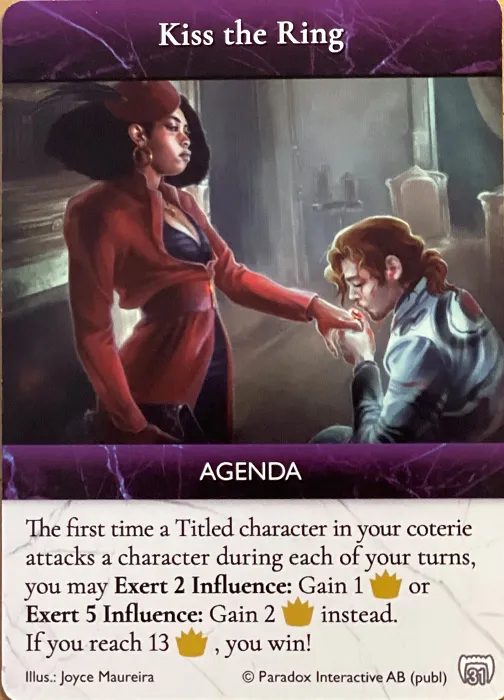 Kiss the Ring
AGENDA
The first time a Titled character in your coterie
attacks a character during each of your turns,
you may Exert 2 Influence: Gain 1 or
Exert 5 Influence: Gain 2 instead.
If you reach 13 , you win!
Illus.: Joyce Maureira © Paradox Interactive AB (publ) 31